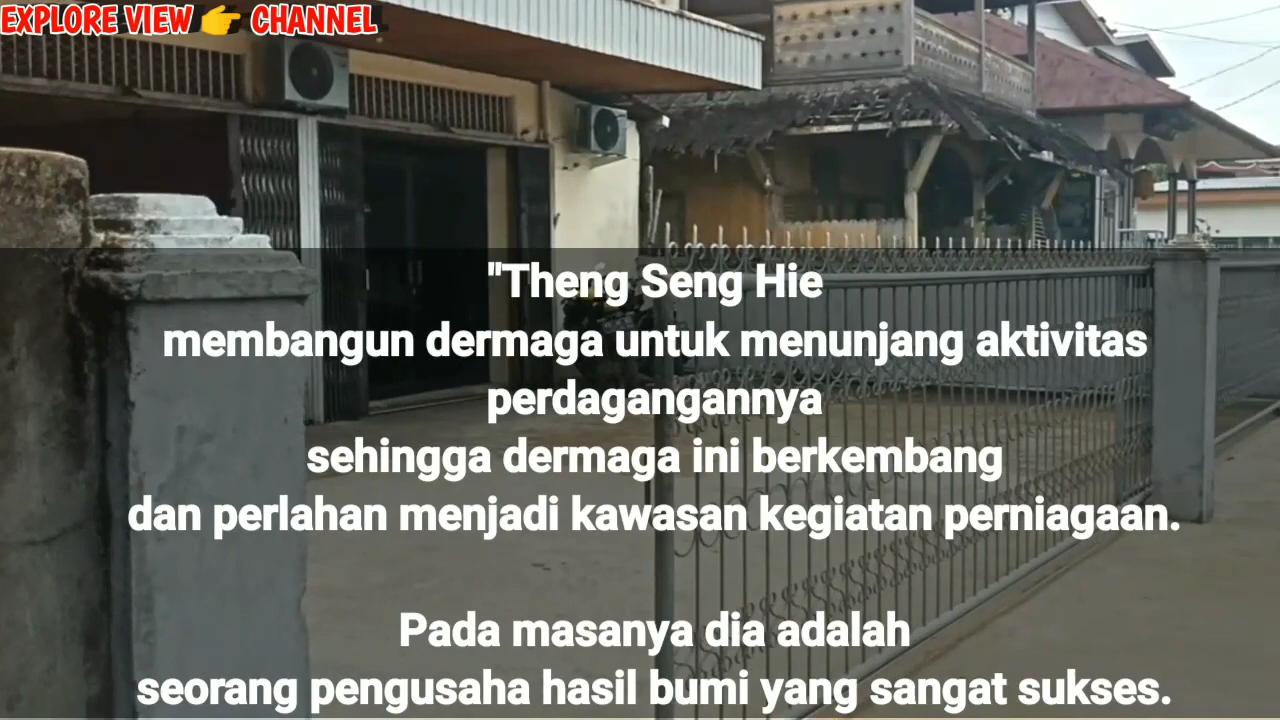 EXPLORE VIEW 👉 CHANNEL
"Theng Seng Hie
membangun dermaga untuk menunjang aktivitas
perdagangannya
sehingga dermaga ini berkembang
dan perlahan menjadi kawasan kegiatan perniagaan.
Pada masanya dia adalah
seorang pengusaha hasil bumi yang sangat sukses.